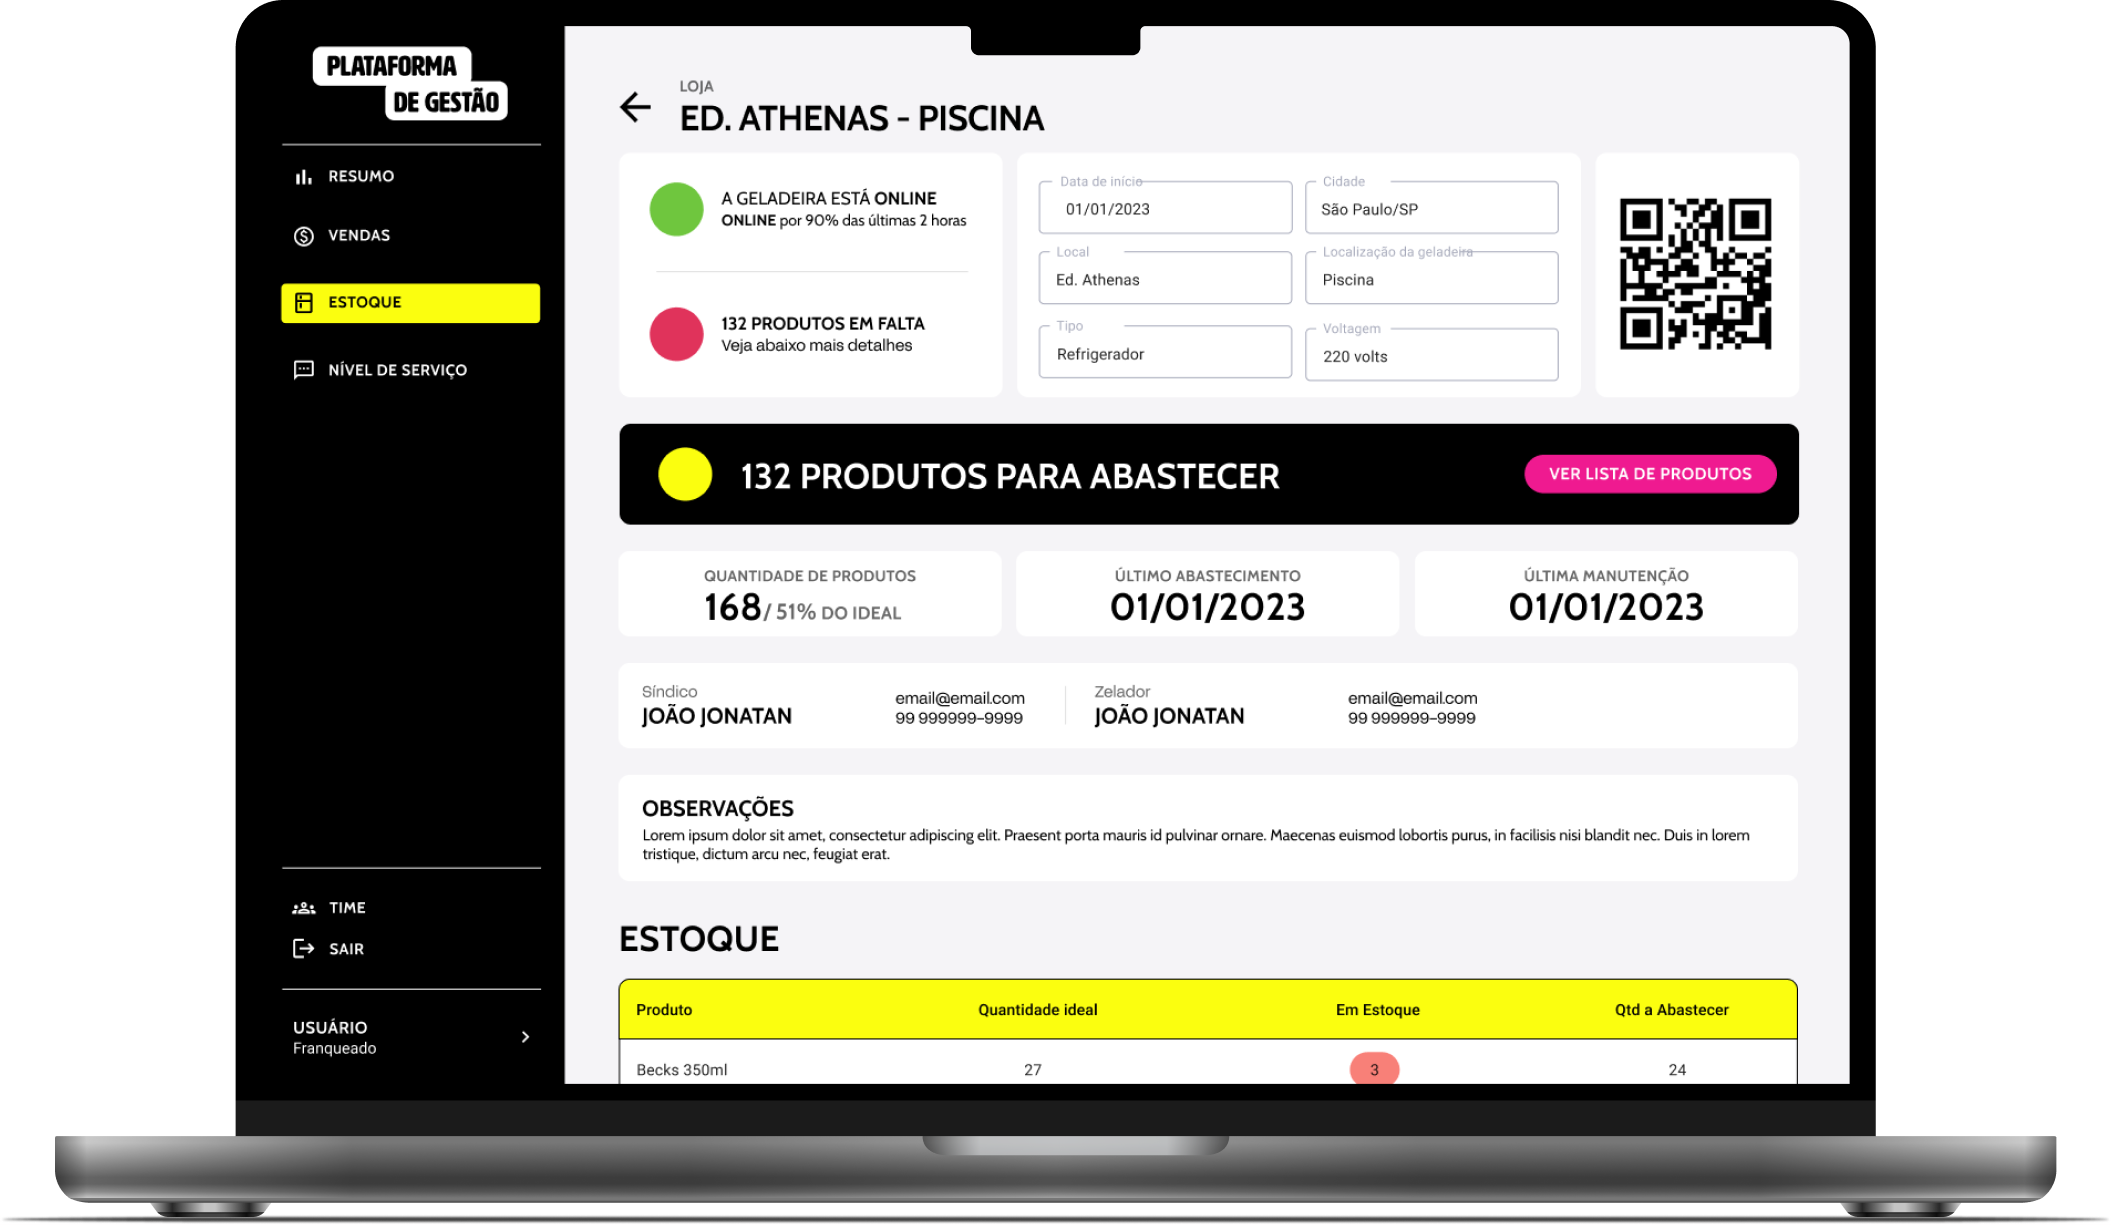 PLATAFORMA
DE GESTÃO
RESUMO
VENDAS
ESTOQUE
NÍVEL DE SERVIÇO
TIME
SAIR
USUÁRIO
Franqueado
LOJA
ED. ATHENAS - PISCINA
A GELADEIRA ESTÁ ONLINE
ONLINE por 90% das últimas 2 horas
132 PRODUTOS EM FALTA
Veja abaixo mais detalhes
Data de início
01/01/2023
Cidade
São Paulo/SP
Local
Ed. Athenas
Localização da geladeira
Piscina
Tipo
Refrigerador
Voltagem
220 volts
132 PRODUTOS PARA ABASTECER
VER LISTA DE PRODUTOS
QUANTIDADE DE PRODUTOS
168/ 51% DO IDEAL
ÚLTIMO ABASTECIMENTO
01/01/2023
ÚLTIMA MANUTENÇÃO
01/01/2023
Síndico
JOÃO JONATAN
email@email.com
99 999999-9999
Zelador
JOÃO JONATAN
email@email.com
99 999999-9999
OBSERVAÇÕES
Lorem ipsum dolor sit amet, consectetur adipiscing elit. Praesent porta mauris id pulvinar ornare. Maecenas euismod lobortis purus, in facilisis nisi blandit nec. Duis in lorem
tristique, dictum arcu nec, feugiat erat.
ESTOQUE
Produto Quantidade ideal Em Estoque Qtd a Abastecer
Becks 350ml 27 3 24